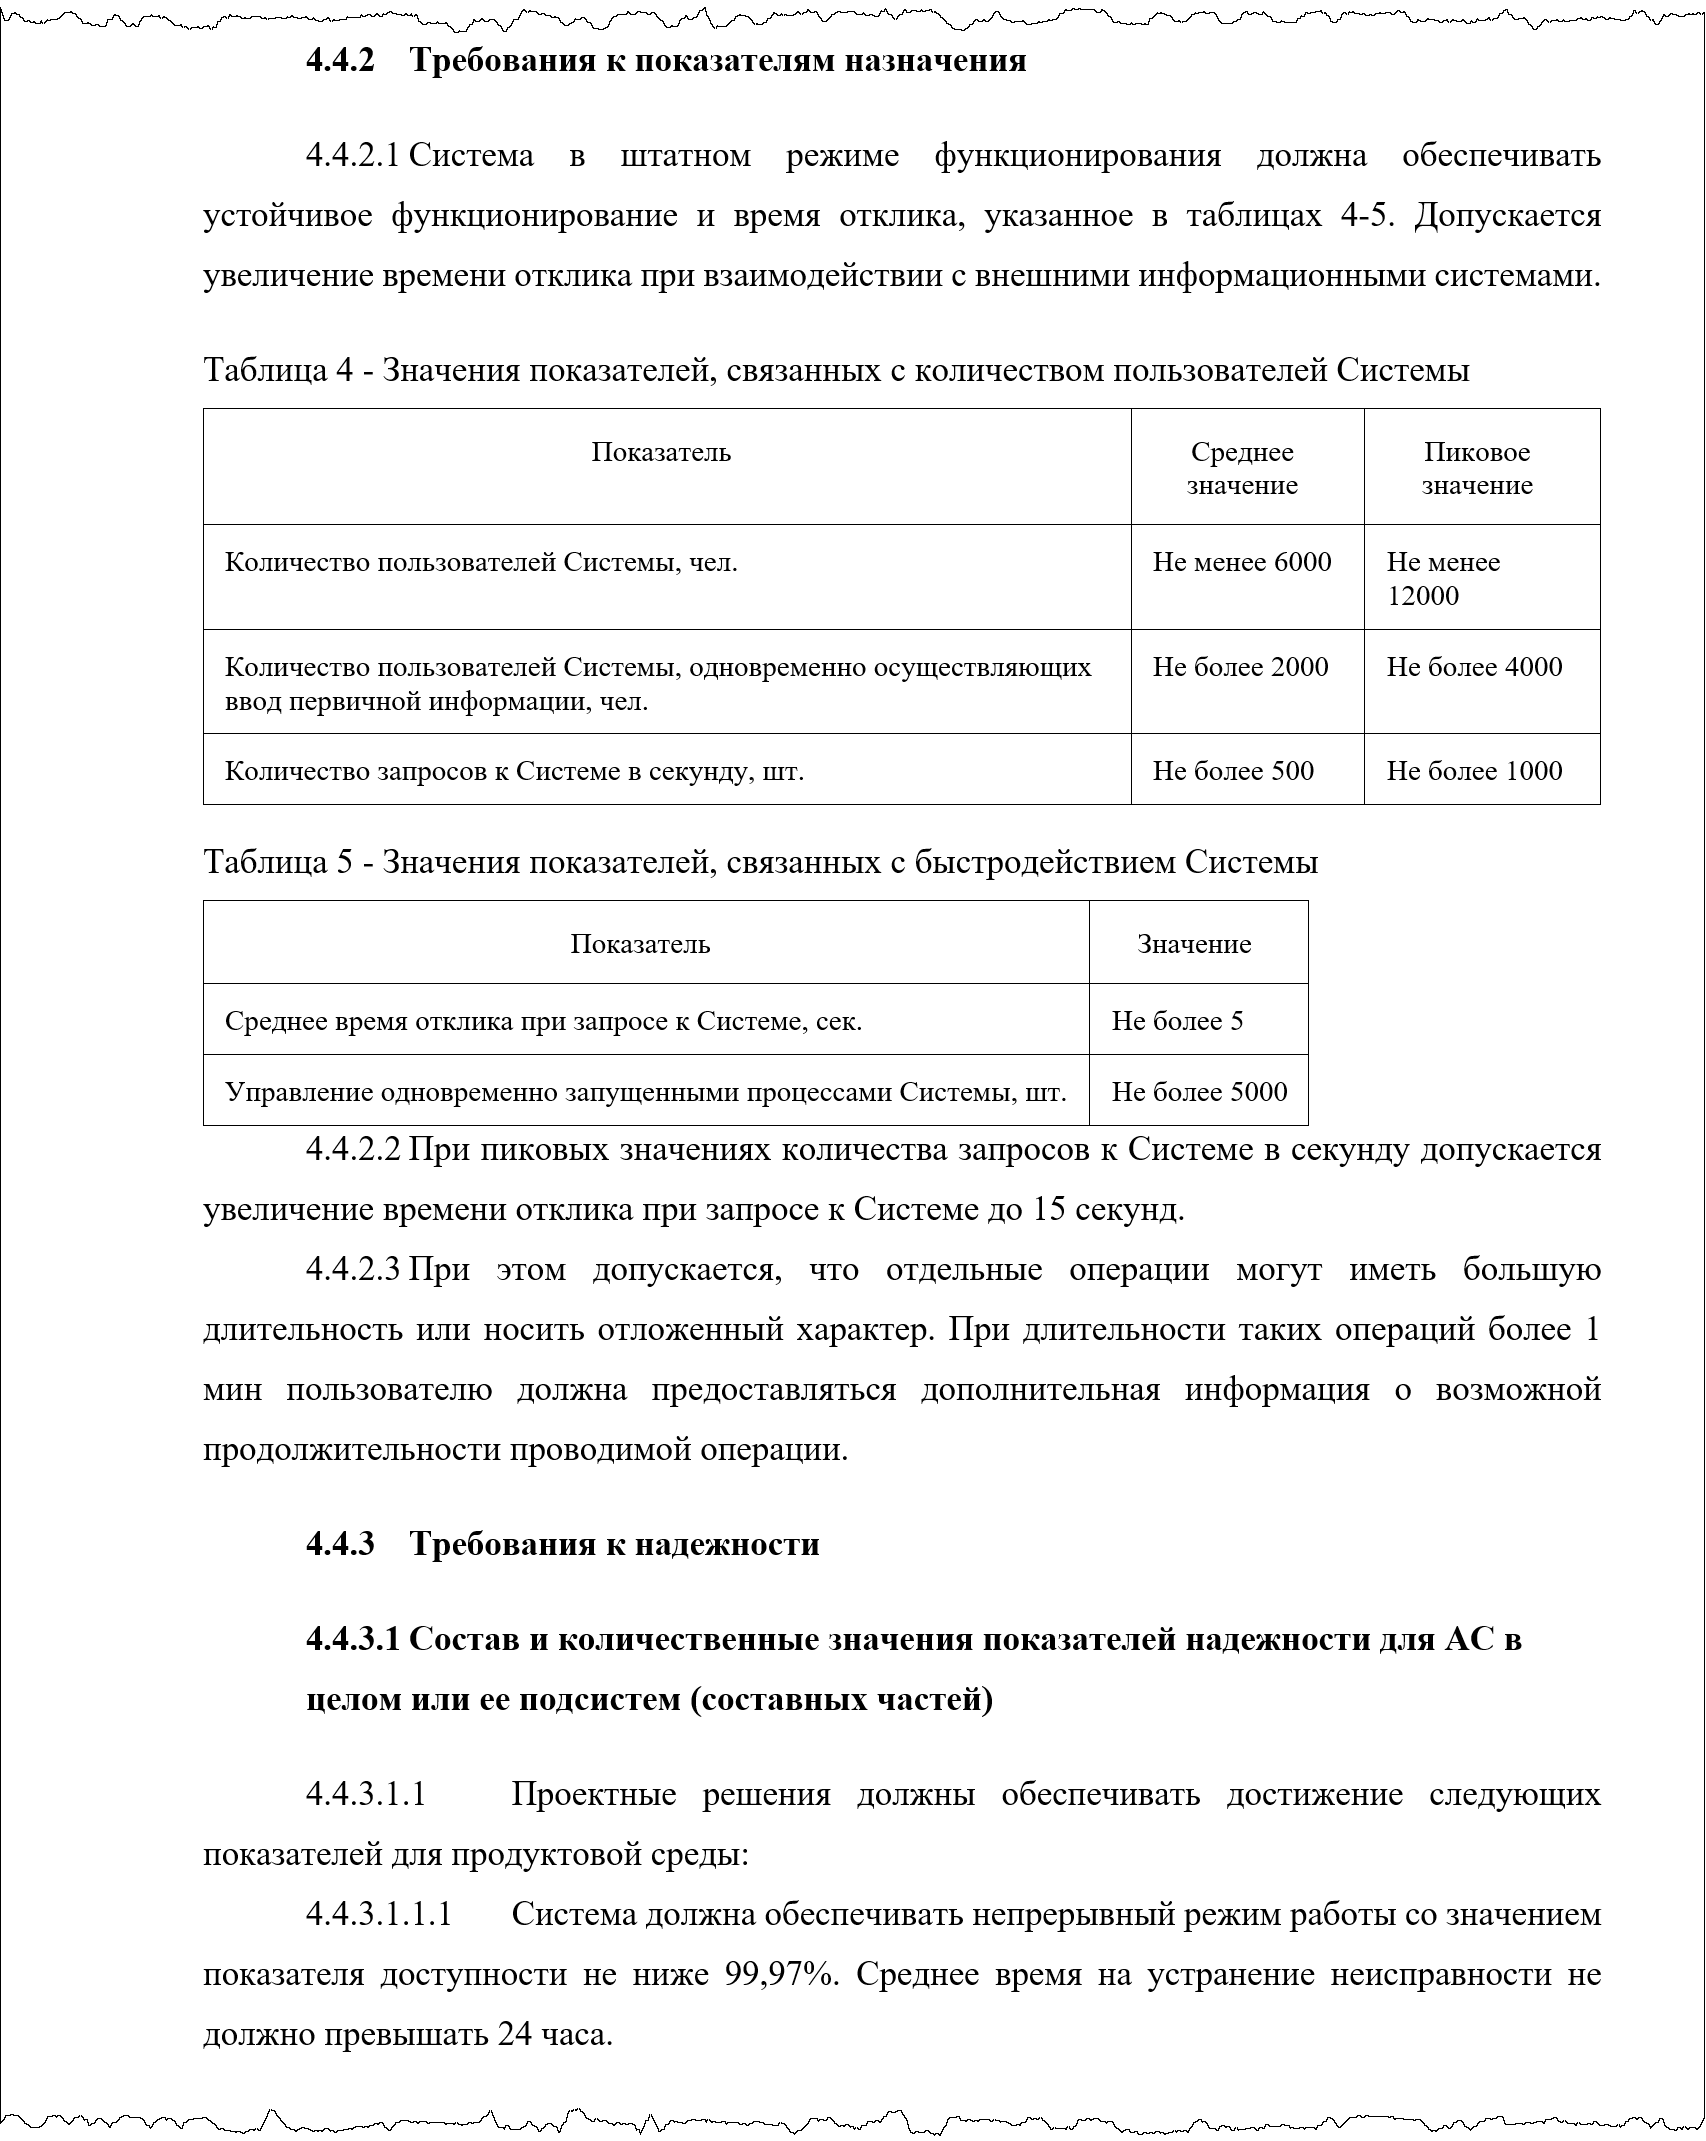 4.4.2 Требования к показателям назначения
4.4.2.1 Система в штатном режиме функционирования должна обеспечивать
устойчивое функционирование и время отклика, указанное в таблицах 4-5. Допускается
увеличение времени отклика при взаимодействии с внешними информационными системами.
Таблица 4 - Значения показателей, связанных с количеством пользователей Системы
Показатель
Среднее
значение
Пиковое
значение
Количество пользователей Системы, чел.
Не менее 6000
Не менее
12000
Количество пользователей Системы, одновременно осуществляющих
ввод первичной информации, чел.
Не более 2000
Не более 4000
Количество запросов к Системе в секунду, шт.
Не более 500
Не более 1000
Таблица 5 - Значения показателей, связанных с быстродействием Системы
Показатель
Значение
Среднее время отклика при запросе к Системе, сек.
Не более 5
Управление одновременно запущенными процессами Системы, шт.
Не более 5000
4.4.2.2 При пиковых значениях количества запросов к Системе в секунду допускается
увеличение времени отклика при запросе к Системе до 15 секунд.
4.4.2.3 При этом допускается, что отдельные операции могут иметь большую
длительность или носить отложенный характер. При длительности таких операций более 1
мин пользователю должна предоставляться дополнительная информация о возможной
продолжительности проводимой операции.
4.4.3 Требования к надежности
4.4.3.1 Состав и количественные значения показателей надежности для АС в
целом или ее подсистем (составных частей)
4.4.3.1.1 Проектные решения должны обеспечивать достижение следующих
показателей для продуктовой среды:
4.4.3.1.1.1 Система должна обеспечивать непрерывный режим работы со значением
показателя доступности не ниже 99,97%. Среднее время на устранение неисправности не
должно превышать 24 часа.